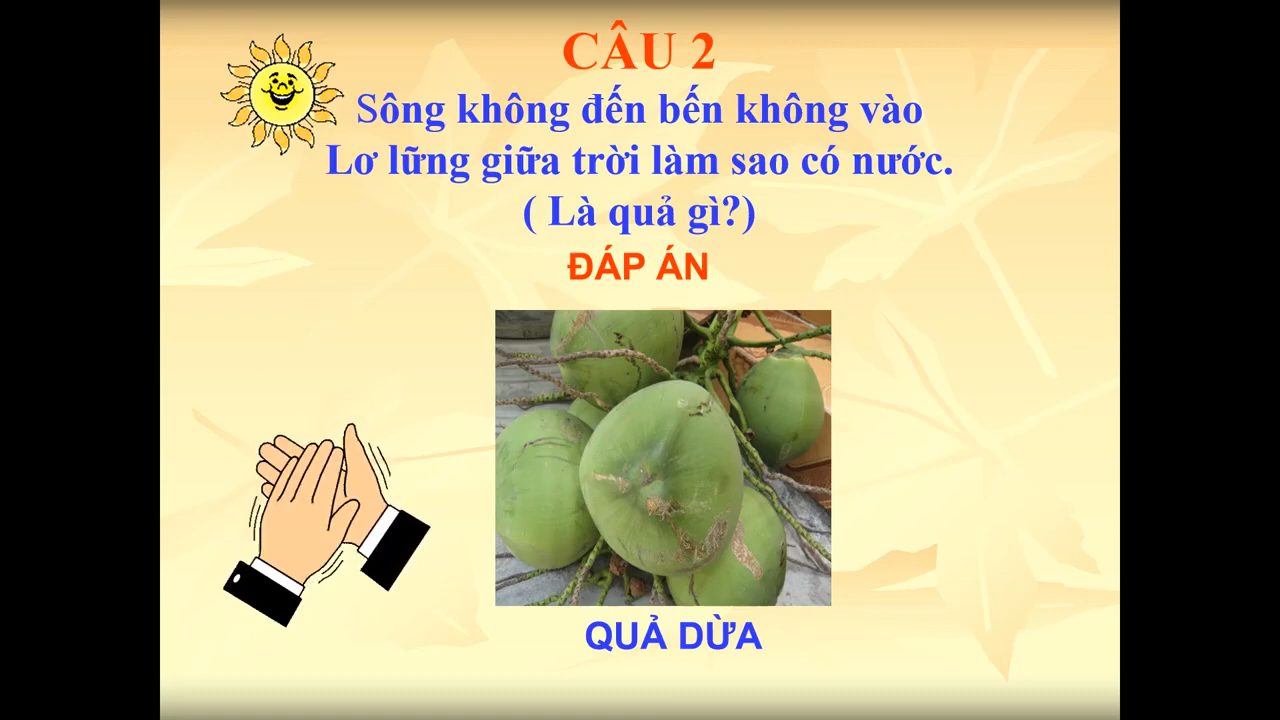 CÂU 2
Sông không đến bến không vào
Lơ lững giữa trời làm sao có nước.
( Là quả gì?)
ĐÁP ÁN
QUẢ DỪA